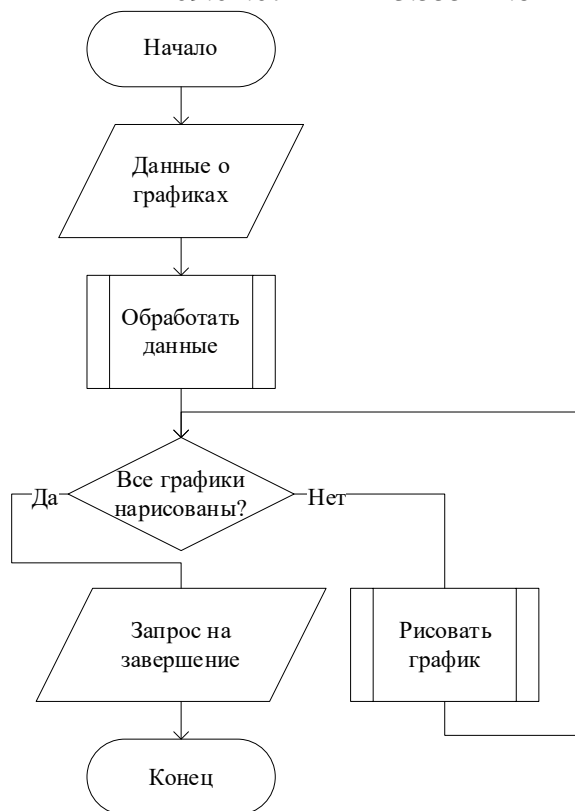 Начало
Данные о
графиках
Обработать
данные
Все графики
нарисованы?
Да
Нет
Запрос на
завершение
Рисовать
график
Конец